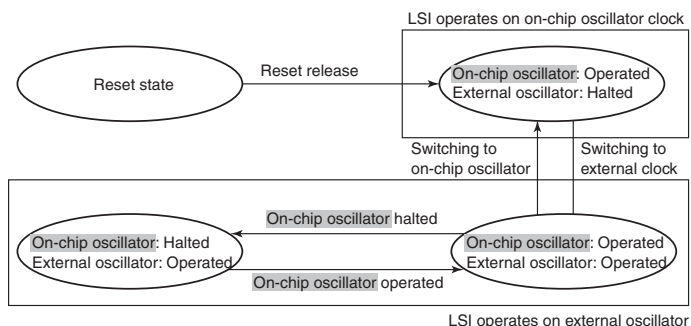 LSI operates on on-chip oscillator clock
Reset state
Reset release
On-chip oscillator: Operated
External oscillator: Halted
Switching to
on-chip oscillator
Switching to
external clock
On-chip oscillator halted
On-chip oscillator: Halted
External oscillator: Operated
On-chip oscillator: Operated
External oscillator: Operated
On-chip oscillator operated
LSI operates on external oscillator